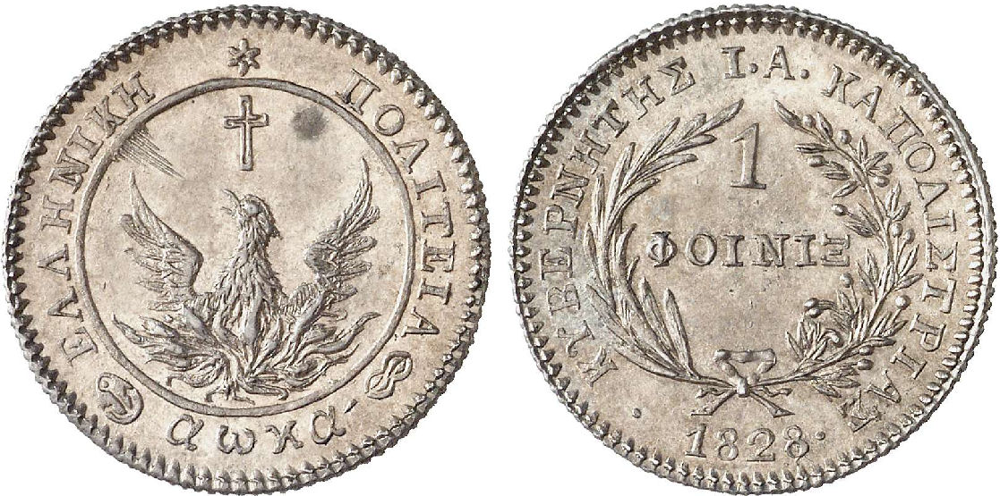 ΕΛΛΗΝΙΚΗ ΠΟΛΙΤΕΙΑ
αωκα
ΚΥΒΕΡΝΗΤΗΣ Ι.Α. ΚΑΠΟΔΙΣΤΡΙΑΣ
1
ΦΟΙΝΙΞ
1828